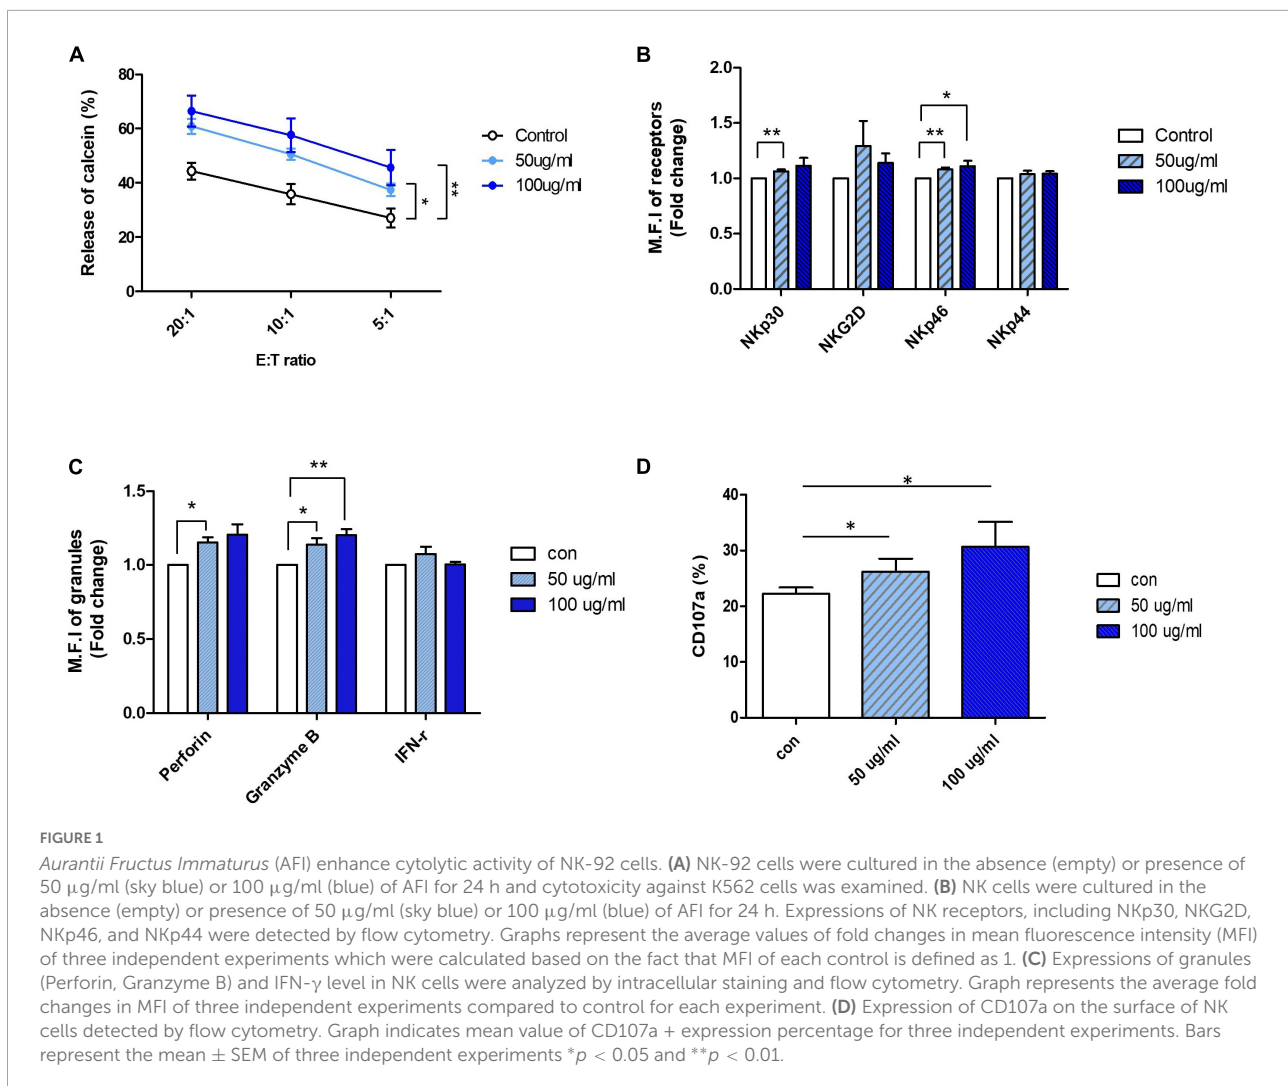 A
Release of calcein (%)
80
60
40
20
0
20:1
10:1
5:1
E:T ratio
*
**
Control
50ug/ml
100ug/ml
B
M.F.I of receptors
(Fold change)
2.0
1.5
1.0
0.5
0.0
**
**
*
NKp30
NKG2D
NKp46
NKp44
Control
50ug/ml
100ug/ml
C
M.F.I of granules
(Fold change)
1.5
1.0
0.5
0.0
*
*
**
Perforin
Granzyme B
IFN-r
con
50 ug/ml
100 ug/ml
D
CD107a (%)
40
30
20
10
0
*
*
con
50 ug/ml
100 ug/ml
con
50 ug/ml
100 ug/ml
FIGURE 1
Aurantii Fructus Immaturus (AFI) enhance cytolytic activity of NK-92 cells. (A) NK-92 cells were cultured in the absence (empty) or presence of
50 μg/ml (sky blue) or 100 μg/ml (blue) of AFI for 24 h and cytotoxicity against K562 cells was examined. (B) NK cells were cultured in the
absence (empty) or presence of 50 μg/ml (sky blue) or 100 μg/ml (blue) of AFI for 24 h. Expressions of NK receptors, including NKp30, NKG2D,
NKp46, and NKp44 were detected by flow cytometry. Graphs represent the average values of fold changes in mean fluorescence intensity (MFI)
of three independent experiments which were calculated based on the fact that MFI of each control is defined as 1. (C) Expressions of granules
(Perforin, Granzyme B) and IFN-γ level in NK cells were analyzed by intracellular staining and flow cytometry. Graph represents the average fold
changes in MFI of three independent experiments compared to control for each experiment. (D) Expression of CD107a on the surface of NK
cells detected by flow cytometry. Graph indicates mean value of CD107a + expression percentage for three independent experiments. Bars
represent the mean ± SEM of three independent experiments *p < 0.05 and **p < 0.01.